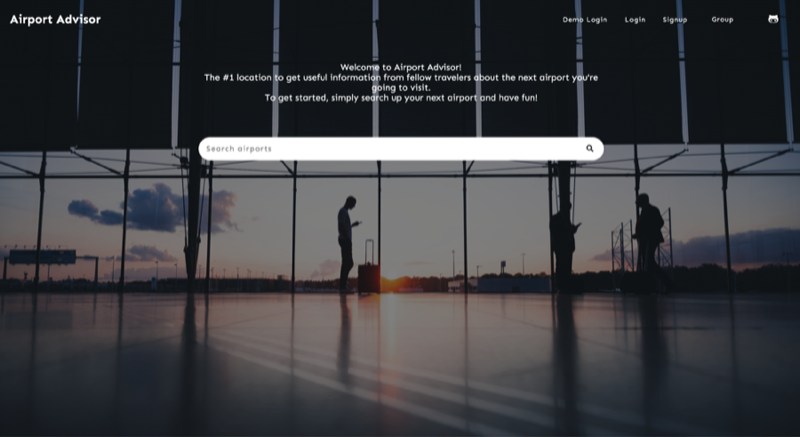 Airport Advisor
Demo Login
Login
Signup
Group
Welcome to Airport Advisor!
The #1 location to get useful information from fellow travelers about the next airport you're
going to visit.
To get started, simply search up your next airport and have fun!
Search airports